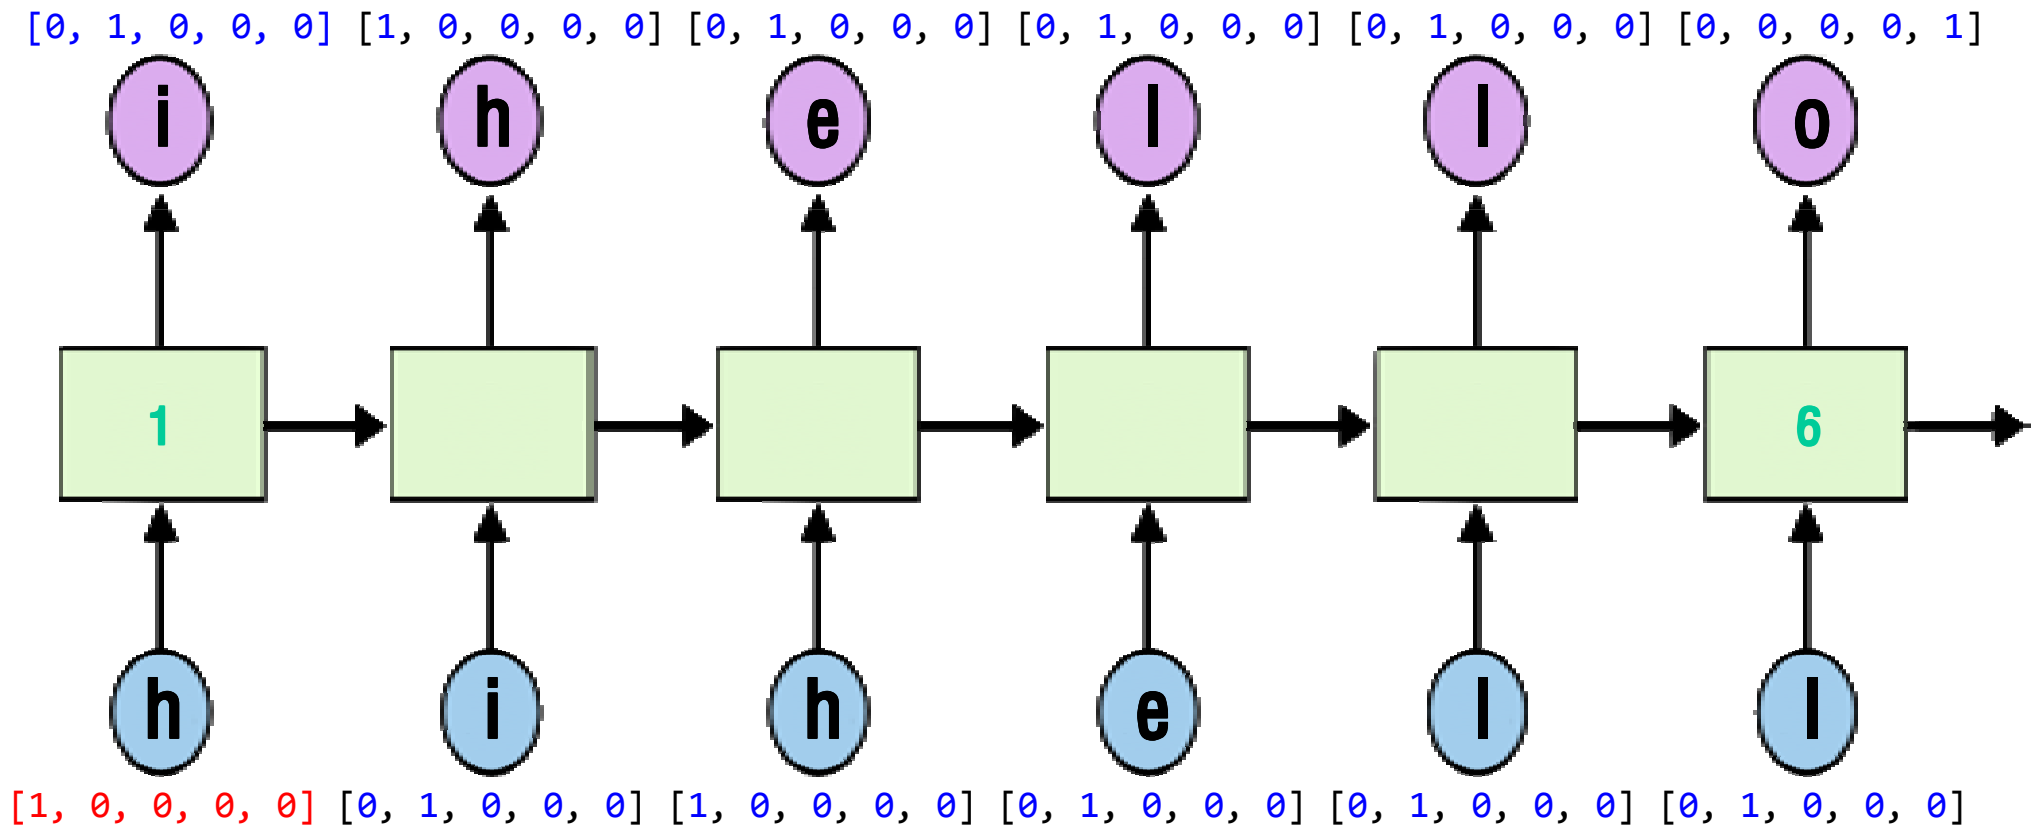 [0, 1, 0, 0, 0] [1, 0, 0, 0, 0] [0, 1, 0, 0, 0] [0, 1, 0, 0, 0] [0, 1, 0, 0, 0] [0, 0, 0, 0, 1]
i h e l l o
1 6
h i h e l l
[1, 0, 0, 0, 0] [0, 1, 0, 0, 0] [1, 0, 0, 0, 0] [0, 1, 0, 0, 0] [0, 1, 0, 0, 0] [0, 1, 0, 0, 0]